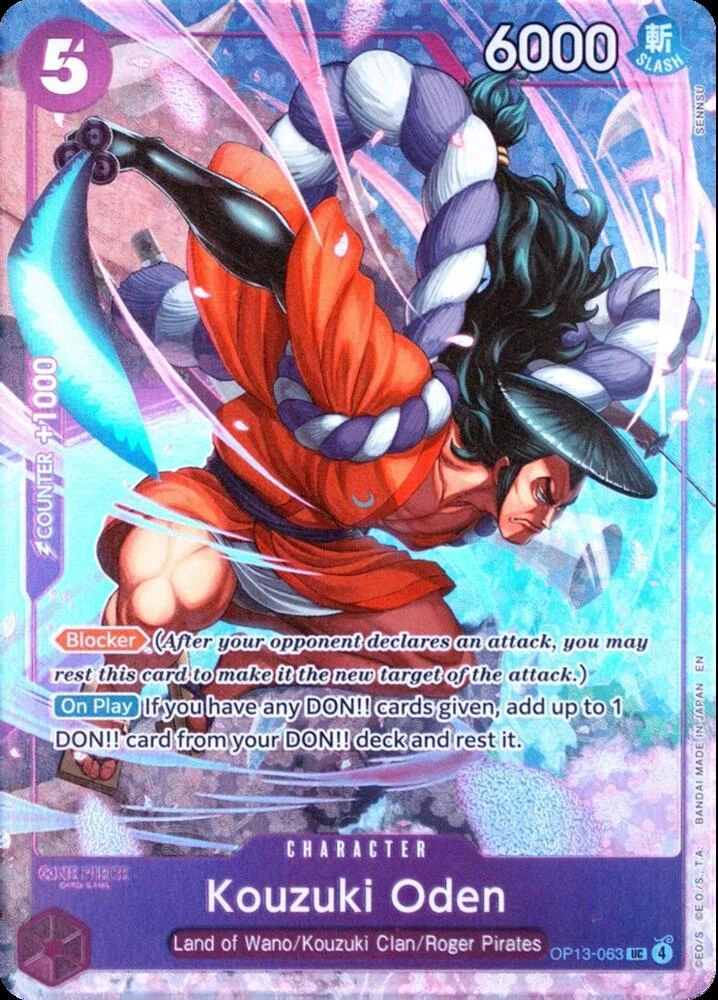 5
6000
斬
SLASH
SENNSU
COUNTER +1000
Blocker (After your opponent declares an attack, you may
rest this card to make it the new target of the attack.)
On Play If you have any DON!! cards given, add up to 1
DON!! card from your DON!! deck and rest it.
CHARACTER
ONE PIECE
CARD GAME
Kouzuki Oden
Land of Wano/Kouzuki Clan/Roger Pirates
OP13-063 UC 4
©E.O/S ©E.O./S., T.A. BANDAI MADE IN JAPAN EN